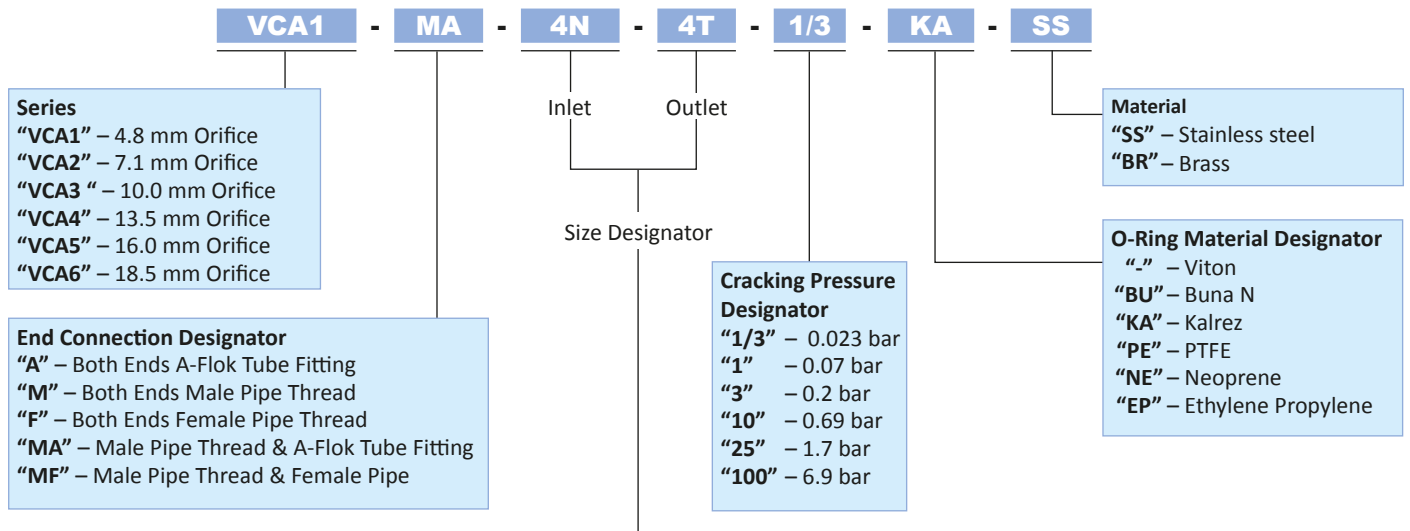 VCA1 - MA - 4N - 4T - 1/3 - KA - SS
Series
“VCA1” – 4.8 mm Orifice
“VCA2” – 7.1 mm Orifice
“VCA3 “ – 10.0 mm Orifice
“VCA4” – 13.5 mm Orifice
“VCA5” – 16.0 mm Orifice
“VCA6” – 18.5 mm Orifice
End Connection Designator
“A” – Both Ends A-Flok Tube Fitting
“M” – Both Ends Male Pipe Thread
“F” – Both Ends Female Pipe Thread
“MA” – Male Pipe Thread & A-Flok Tube Fitting
“MF” – Male Pipe Thread & Female Pipe
Inlet Outlet
Size Designator
Cracking Pressure
Designator
“1/3” – 0.023 bar
“1” – 0.07 bar
“3” – 0.2 bar
“10” – 0.69 bar
“25” – 1.7 bar
“100” – 6.9 bar
Material
“SS” – Stainless steel
“BR” – Brass
O-Ring Material Designator
“-” – Viton
“BU” – Buna N
“KA” – Kalrez
“PE” – PTFE
“NE” – Neoprene
“EP” – Ethylene Propylene